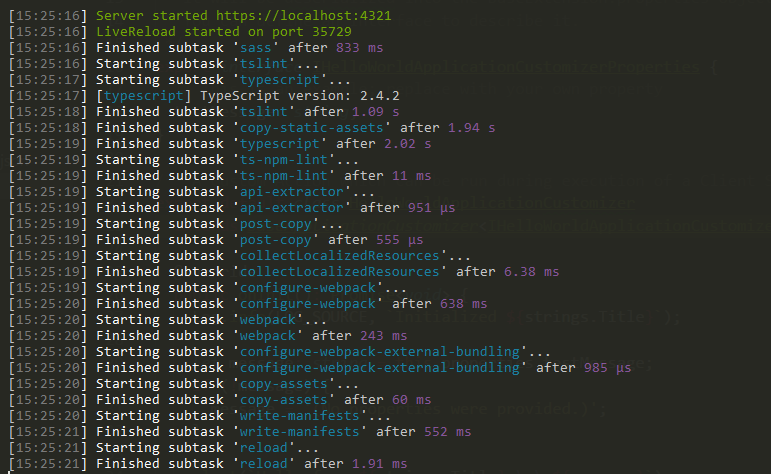 [15:25:16] Server started https://localhost:4321
[15:25:16] LiveReload started on port 35729
[15:25:16] Finished subtask 'sass' after 833 ms
[15:25:16] Starting subtask 'tslint'...
[15:25:17] Starting subtask 'typescript'...
[15:25:17] [typescript] TypeScript version: 2.4.2
[15:25:18] Finished subtask 'tslint' after 1.09 s
[15:25:18] Finished subtask 'copy-static-assets' after 1.94 s
[15:25:19] Finished subtask 'typescript' after 2.02 s
[15:25:19] Starting subtask 'ts-npm-lint'...
[15:25:19] Finished subtask 'ts-npm-lint' after 11 ms
[15:25:19] Starting subtask 'api-extractor'...
[15:25:19] Finished subtask 'api-extractor' after 951 μs
[15:25:19] Starting subtask 'post-copy'...
[15:25:19] Finished subtask 'post-copy' after 555 μs
[15:25:19] Starting subtask 'collectLocalizedResources'...
[15:25:19] Finished subtask 'collectLocalizedResources' after 6.38 ms
[15:25:19] Starting subtask 'configure-webpack'...
[15:25:20] Finished subtask 'configure-webpack' after 638 ms
[15:25:20] Starting subtask 'webpack'...
[15:25:20] Finished subtask 'webpack' after 243 ms
[15:25:20] Starting subtask 'configure-webpack-external-bundling'...
[15:25:20] Finished subtask 'configure-webpack-external-bundling' after 985 μs
[15:25:20] Starting subtask 'copy-assets'...
[15:25:20] Finished subtask 'copy-assets' after 60 ms
[15:25:20] Starting subtask 'write-manifests'...
[15:25:21] Finished subtask 'write-manifests' after 552 ms
[15:25:21] Starting subtask 'reload'...
[15:25:21] Finished subtask 'reload' after 1.91 ms